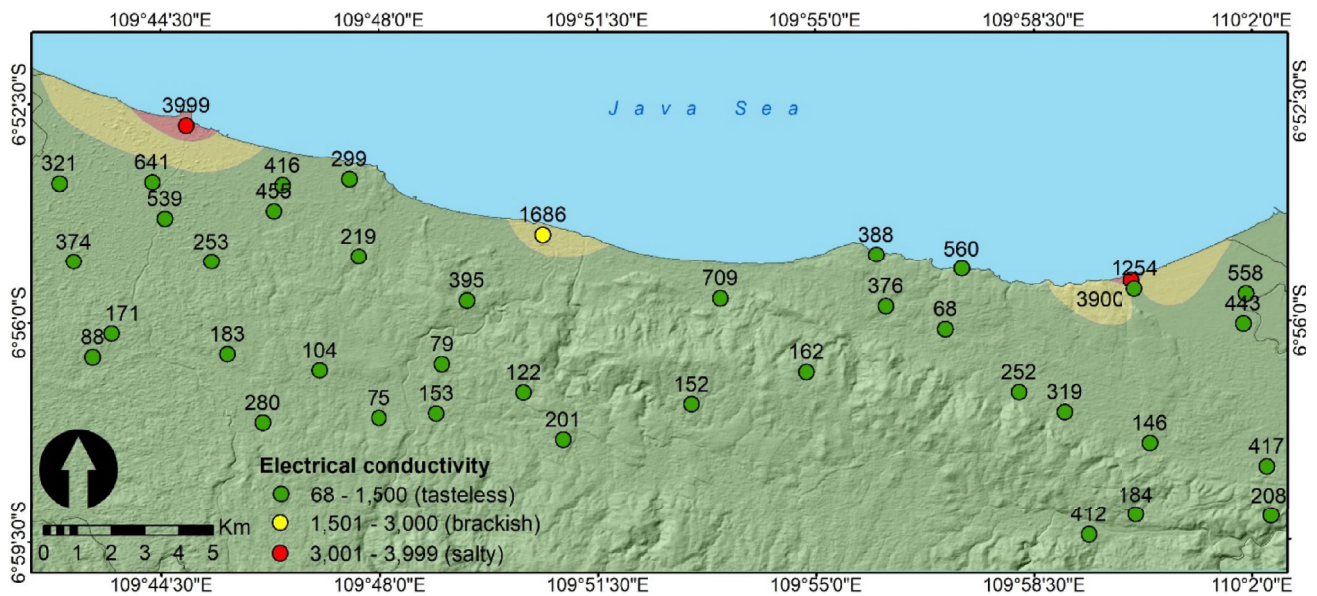 109°44'30"E 109°48'0"E 109°51'30"E 109°55'0"E 109°58'30"E 110°2'0"E
6°52'30"S
6°52'30"S
Java Sea
3999
321
641
416
299
539
455
1686
374
253
219
388
560
1254
395
709
376
3900
558
68
443
171
88
183
104
79
162
122
252
280
75
153
152
319
201
146
417
184
208
412
6°56'0"S
6°56'0"S
Electrical conductivity
68 - 1,500 (tasteless)
1,501 - 3,000 (brackish)
3,001 - 3,999 (salty)
Km
0 1 2 3 4 5
6°59'30"S
6°59'30"S
109°44'30"E 109°48'0"E 109°51'30"E 109°55'0"E 109°58'30"E 110°2'0"E